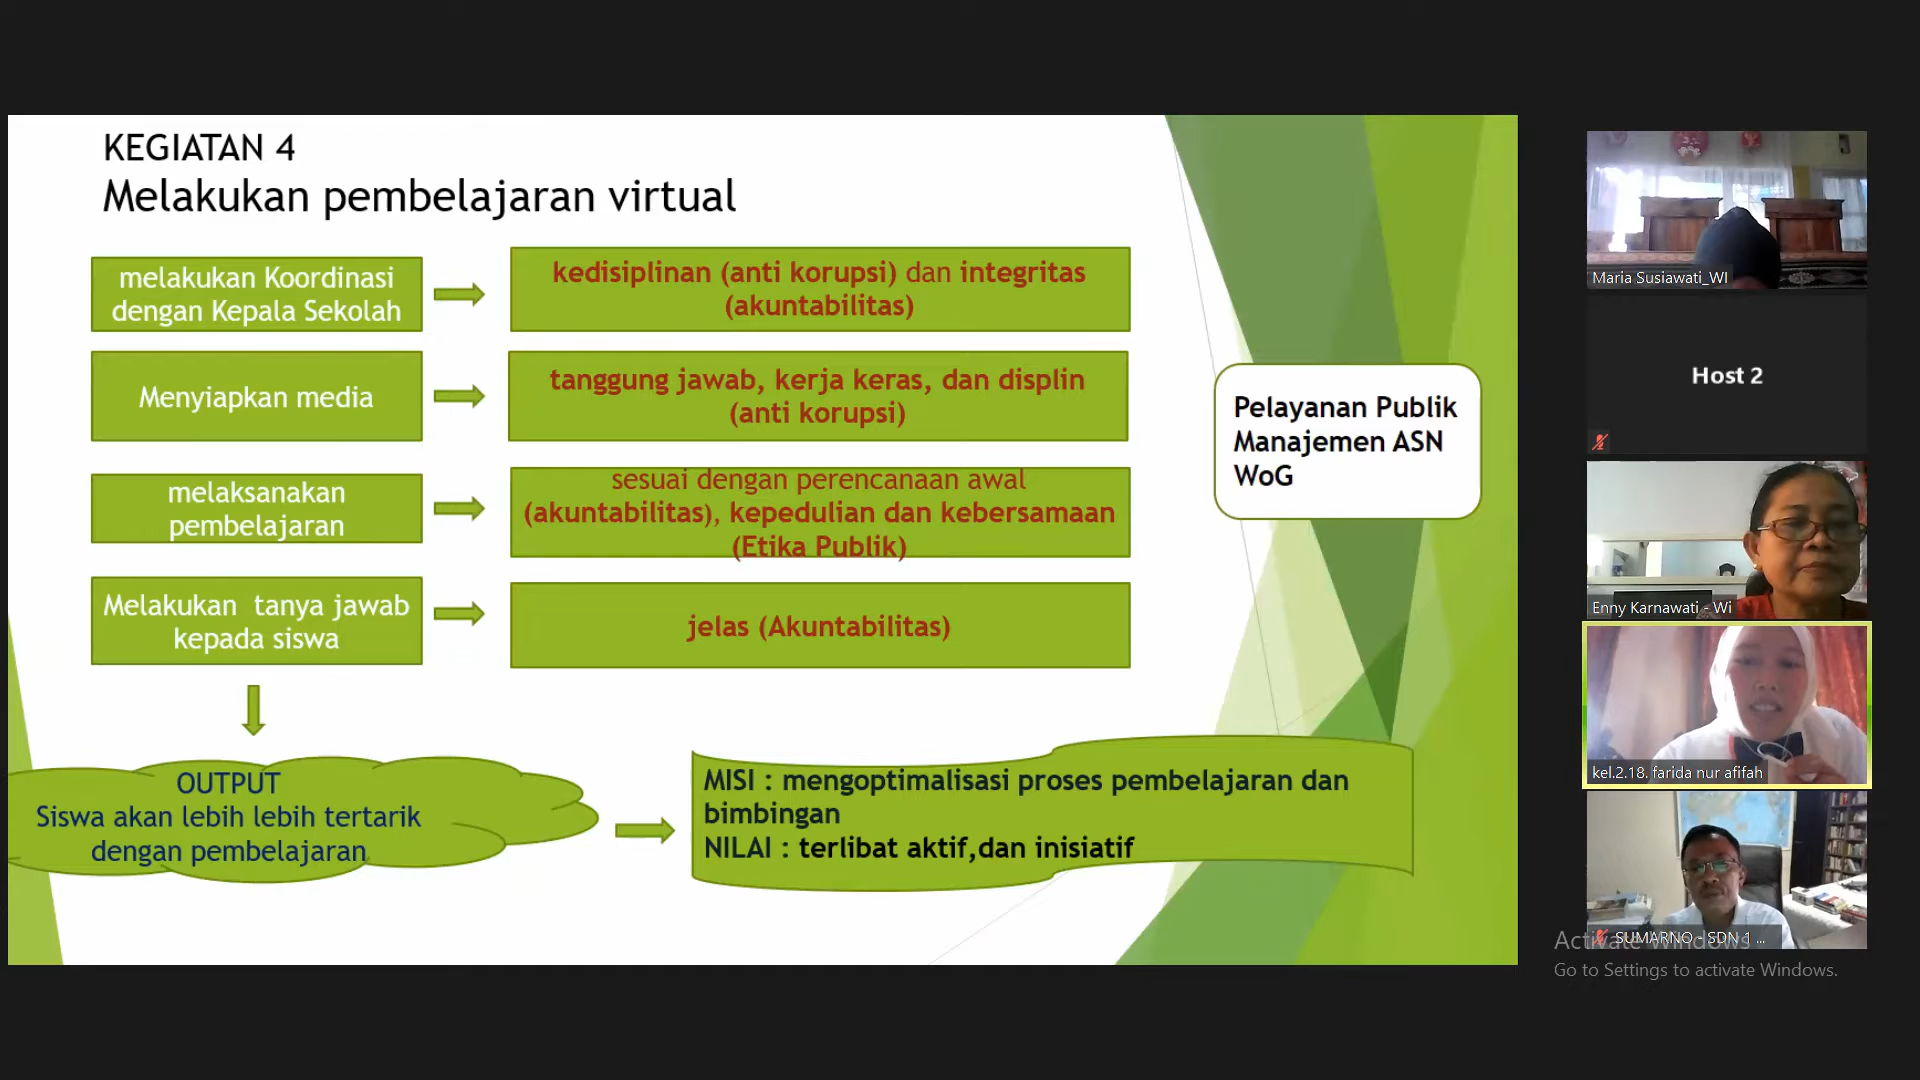 KEGIATAN 4
Melakukan pembelajaran virtual
melakukan Koordinasi
dengan Kepala Sekolah
kedisiplinan (anti korupsi) dan integritas
(akuntabilitas)
Menyiapkan media
tanggung jawab, kerja keras, dan displin
(anti korupsi)
melaksanakan
pembelajaran
sesuai dengan perencanaan awal
(akuntabilitas), kepedulian dan kebersamaan
(Etika Publik)
Melakukan  tanya jawab
kepada siswa
jelas (Akuntabilitas)
Pelayanan Publik
Manajemen ASN
WoG
OUTPUT
Siswa akan lebih lebih tertarik
dengan pembelajaran
MISI : mengoptimalisasi proses pembelajaran dan
bimbingan
NILAI : terlibat aktif,dan inisiatif
Maria Susiawati_WI
Host 2
Enny Karnawati - Wi
kel.2.18. farida nur afifah
SUMARNO - SDN 1 ...
Activate Windows
Go to Settings to activate Windows.